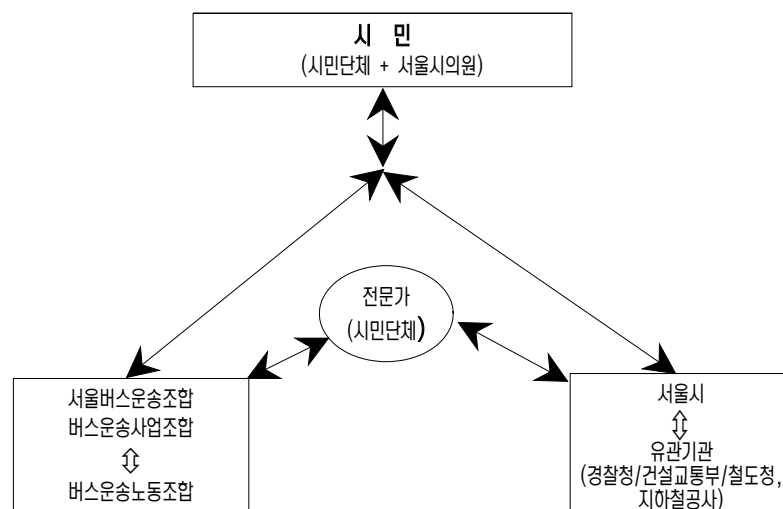 시 민
(시민단체 + 서울시의원)
전문가
(시민단체)
서울버스운송조합
버스운송사업조합
⇕
버스운송노동조합
서울시
⇕
유관기관
(경찰청/건설교통부/철도청,
지하철공사)